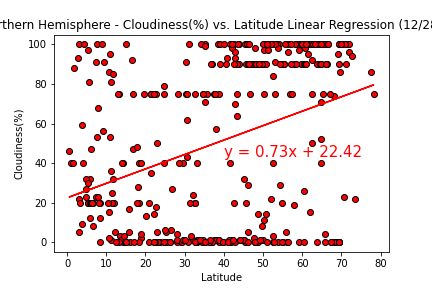 rthern Hemisphere - Cloudiness(%) vs. Latitude Linear Regression (12/28
100
80
60
40
20
0
Cloudiness(%)
y = 0.73x + 22.42
0 10 20 30 40 50 60 70 80
Latitude